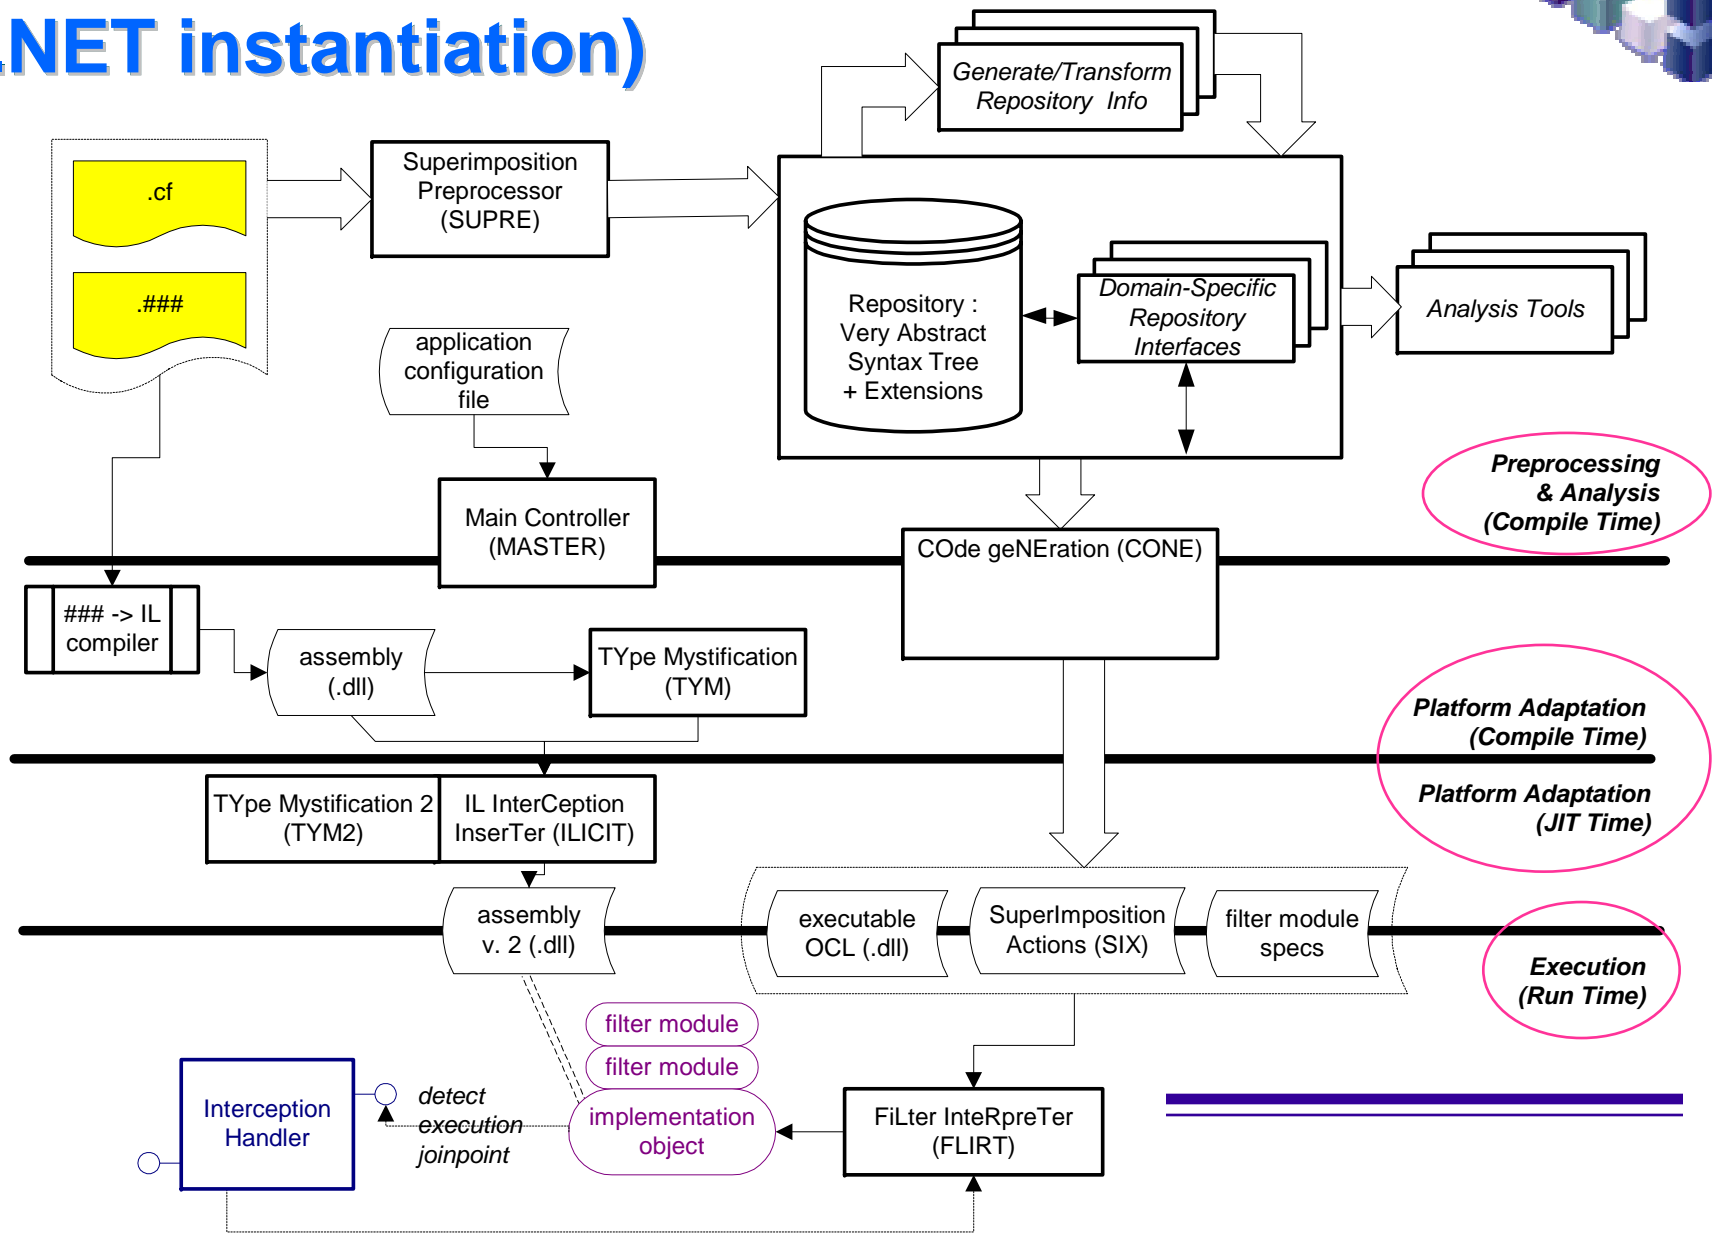 .NET instantiation)
Generate/Transform
Repository Info
.cf
Superimposition
Preprocessor
(SUPRE)
.###
application
configuration
file
Repository :
Very Abstract
Syntax Tree
+ Extensions
Domain-Specific
Repository
Interfaces
Analysis Tools
Preprocessing
& Analysis
(Compile Time)
Main Controller
(MASTER)
COde geNEration (CONE)
### -> IL
compiler
assembly
(.dll)
TYpe Mystification
(TYM)
Platform Adaptation
(Compile Time)
Platform Adaptation
(JIT Time)
TYpe Mystification 2
(TYM2)
IL InterCeption
InserTer (ILICIT)
assembly
v. 2 (.dll)
executable
OCL (.dll)
SuperImposition
Actions (SIX)
filter module
specs
Execution
(Run Time)
filter module
filter module
implementation
object
Interception
Handler
detect
execution
joinpoint
FiLter InteRpreTer
(FLIRT)